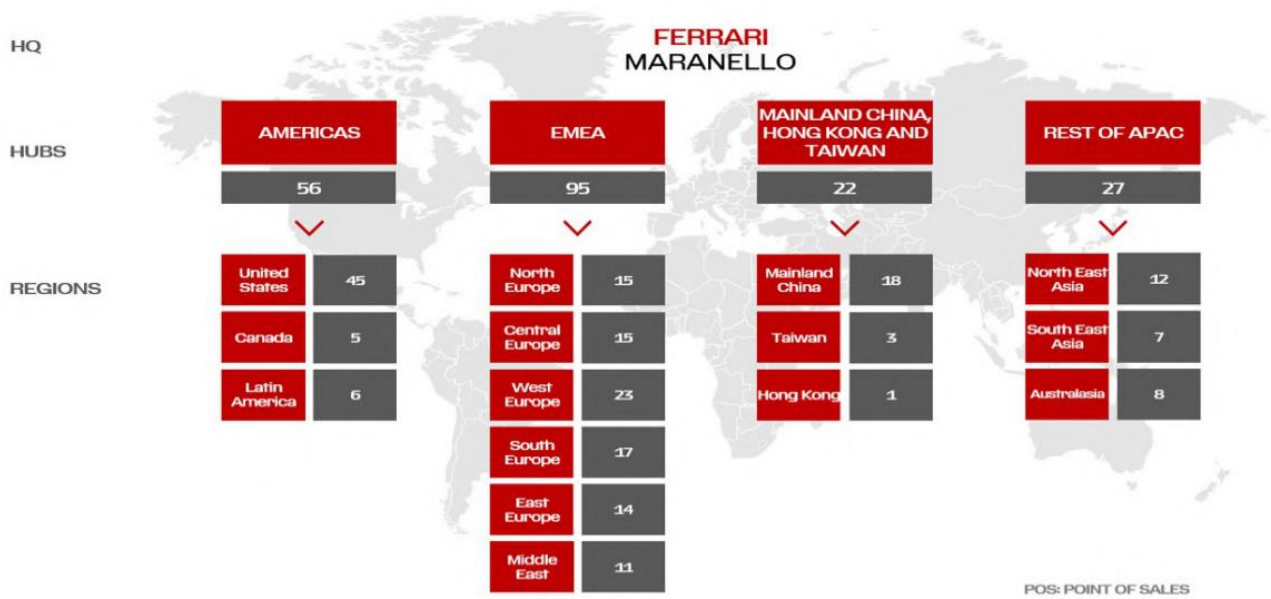 HQ
FERRARI
MARANELLO
HUBS
AMERICAS
56
EMEA
95
MAINLAND CHINA,
HONG KONG AND
TAIWAN
22
REST OF APAC
27
REGIONS
United
States
45
Canada
5
Latin
America
6
North
Europe
15
Central
Europe
15
West
Europe
23
South
Europe
17
East
Europe
14
Middle
East
11
Mainland
China
18
Taiwan
3
Hong Kong
1
North East
Asia
12
South East
Asia
7
Australasia
8
POS: POINT OF SALES